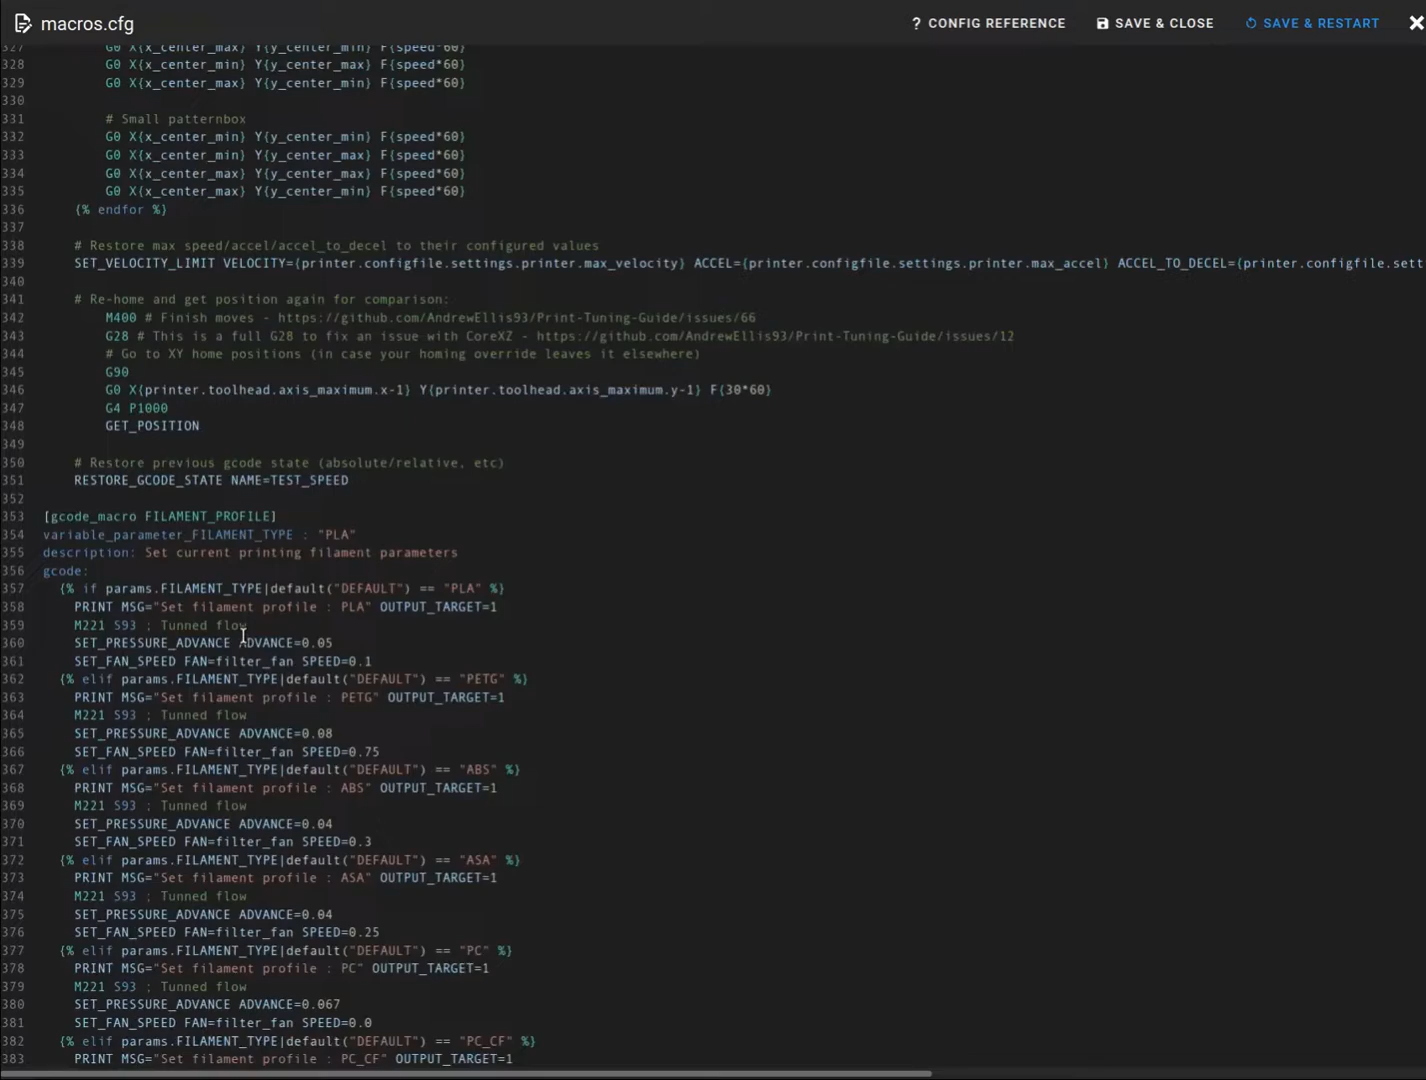 macros.cfg
? CONFIG REFERENCE
SAVE & CLOSE
SAVE & RESTART
327 G0 X{x_center_max} Y{y_center_min} F{speed*60}
328 G0 X{x_center_min} Y{y_center_max} F{speed*60}
329 G0 X{x_center_max} Y{y_center_min} F{speed*60}
330
331 # Small patternbox
332 G0 X{x_center_min} Y{y_center_min} F{speed*60}
333 G0 X{x_center_min} Y{y_center_max} F{speed*60}
334 G0 X{x_center_max} Y{y_center_max} F{speed*60}
335 G0 X{x_center_max} Y{y_center_min} F{speed*60}
336 {% endfor %}
337
338 # Restore max speed/accel/accel_to_decel to their configured values
339 SET_VELOCITY_LIMIT VELOCITY={printer.configfile.settings.printer.max_velocity} ACCEL={printer.configfile.settings.printer.max_accel} ACCEL_TO_DECEL={printer.configfile.sett
340
341 # Re-home and get position again for comparison:
342 M400 # Finish moves - https://github.com/AndrewEllis93/Print-Tuning-Guide/issues/66
343 G28 # This is a full G28 to fix an issue with CoreXZ - https://github.com/AndrewEllis93/Print-Tuning-Guide/issues/12
344 # Go to XY home positions (in case your homing override leaves it elsewhere)
345 G90
346 G0 X{printer.toolhead.axis_maximum.x-1} Y{printer.toolhead.axis_maximum.y-1} F{30*60}
347 G4 P1000
348 GET_POSITION
349
350 # Restore previous gcode state (absolute/relative, etc)
351 RESTORE_GCODE_STATE NAME=TEST_SPEED
352
353 [gcode_macro FILAMENT_PROFILE]
354 variable_parameter_FILAMENT_TYPE : "PLA"
355 description: Set current printing filament parameters
356 gcode:
357 {% if params.FILAMENT_TYPE|default("DEFAULT") == "PLA" %}
358 PRINT MSG="Set filament profile : PLA" OUTPUT_TARGET=1
359 M221 S93 ; Tunned flow
360 SET_PRESSURE_ADVANCE ADVANCE=0.05
361 SET_FAN_SPEED FAN=filter_fan SPEED=0.1
362 {% elif params.FILAMENT_TYPE|default("DEFAULT") == "PETG" %}
363 PRINT MSG="Set filament profile : PETG" OUTPUT_TARGET=1
364 M221 S93 ; Tunned flow
365 SET_PRESSURE_ADVANCE ADVANCE=0.08
366 SET_FAN_SPEED FAN=filter_fan SPEED=0.75
367 {% elif params.FILAMENT_TYPE|default("DEFAULT") == "ABS" %}
368 PRINT MSG="Set filament profile : ABS" OUTPUT_TARGET=1
369 M221 S93 ; Tunned flow
370 SET_PRESSURE_ADVANCE ADVANCE=0.04
371 SET_FAN_SPEED FAN=filter_fan SPEED=0.3
372 {% elif params.FILAMENT_TYPE|default("DEFAULT") == "ASA" %}
373 PRINT MSG="Set filament profile : ASA" OUTPUT_TARGET=1
374 M221 S93 ; Tunned flow
375 SET_PRESSURE_ADVANCE ADVANCE=0.04
376 SET_FAN_SPEED FAN=filter_fan SPEED=0.25
377 {% elif params.FILAMENT_TYPE|default("DEFAULT") == "PC" %}
378 PRINT MSG="Set filament profile : PC" OUTPUT_TARGET=1
379 M221 S93 ; Tunned flow
380 SET_PRESSURE_ADVANCE ADVANCE=0.067
381 SET_FAN_SPEED FAN=filter_fan SPEED=0.0
382 {% elif params.FILAMENT_TYPE|default("DEFAULT") == "PC_CF" %}
383 PRINT MSG="Set filament profile : PC_CF" OUTPUT_TARGET=1